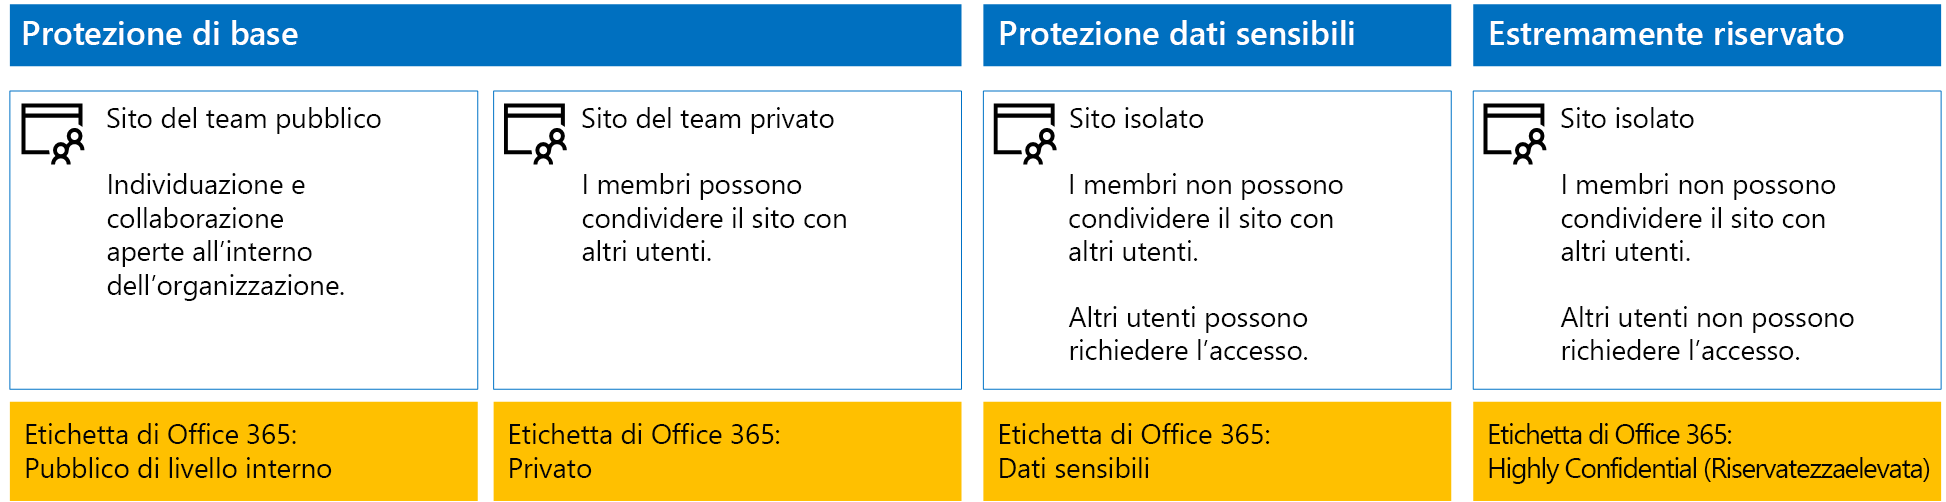 Protezione di base
Protezione dati sensibili
Estremamente riservato
Sito del team pubblico
Individuazione e
collaborazione
aperte all’interno
dell’organizzazione.
Sito del team privato
I membri possono
condividere il sito con
altri utenti.
Sito isolato
I membri non possono
condividere il sito con
altri utenti.
Altri utenti possono
richiedere l’accesso.
Sito isolato
I membri non possono
condividere il sito con
altri utenti.
Altri utenti non possono
richiedere l’accesso.
Etichetta di Office 365:
Pubblico di livello interno
Etichetta di Office 365:
Privato
Etichetta di Office 365:
Dati sensibili
Etichetta di Office 365:
Highly Confidential (Riservatezzaelevata)